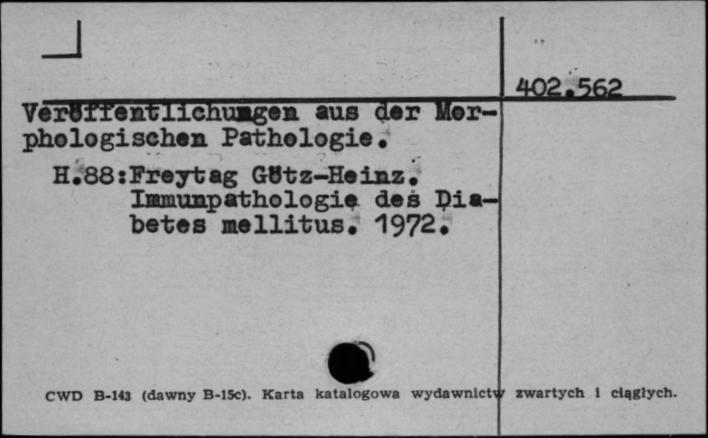 402.562
Veröffentlichungen aus der Mor-
phologischen Pathologie.
H.88:Freytag Götz-Heinz.
Immunpathologie des Dia-
betes mellitus. 1972.
CWD B-143 (dawny B-15c). Karta katalogowa wydawnictw zwartych i ciągłych.